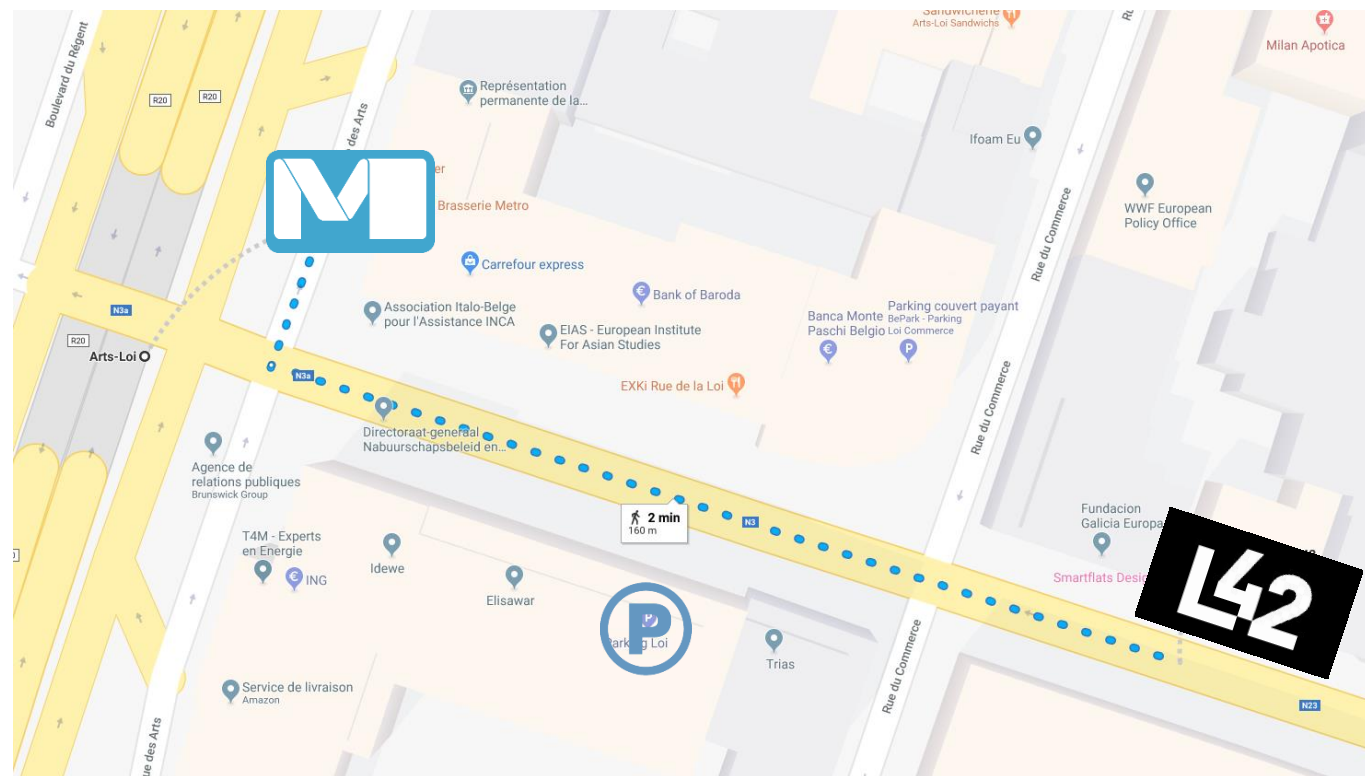 Boulevard du Régent
R20
R20
des Arts
Sandwicherie
Arts-Loi Sandwichs
Milan Apotica
Représentation
permanente de la...
Ifoam Eu
M
Brasserie Metro
WWF European
Policy Office
Rue du Commerce
Carrefour express
Bank of Baroda
N3a
Association Italo-Belge
pour l'Assistance INCA
Parking couvert payant
BePark - Parking
Loi Commerce
Banca Monte
Paschi Belgio
P
EIAS - European Institute
For Asian Studies
R20
Arts-Loi
N3a
EXKi Rue de la Loi
Rue du Commerce
Directoraat-generaal
Nabuurschapsbeleid en...
Agence de
relations publiques
Brunswick Group
2 min
160 m
N3
Fundacion
Galicia Europa
T4M - Experts
en Energie
ING
Idewe
Elisawar
Smartflats Desig
L42
P
Parking Loi
Trias
Rue du Commerce
Service de livraison
Amazon
N23
ue des Arts